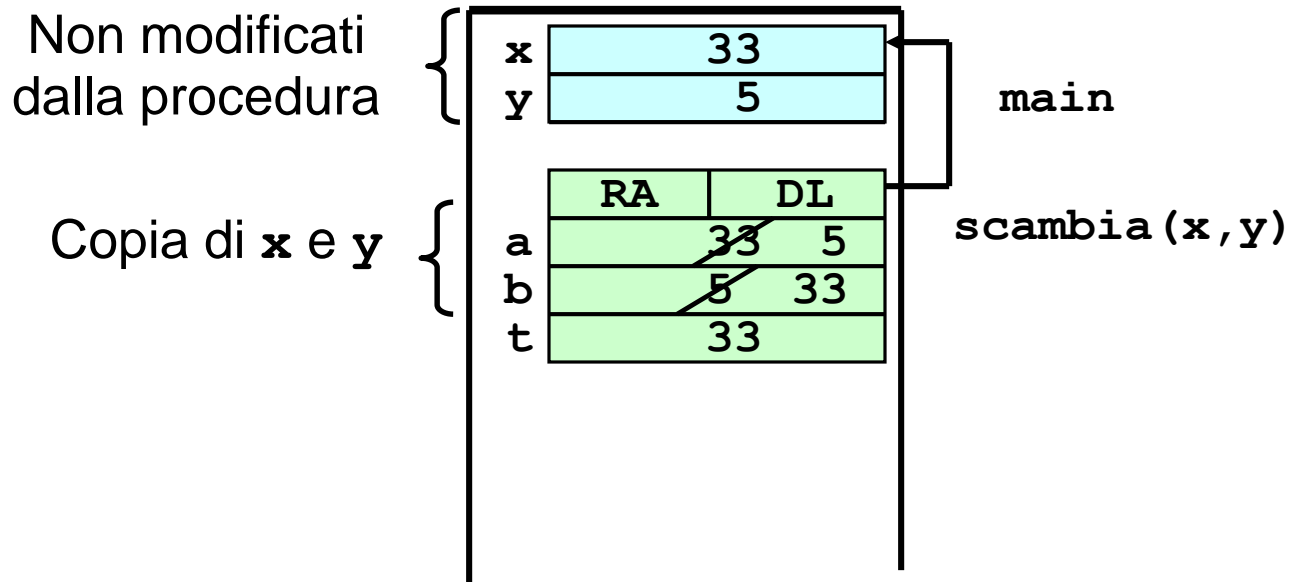 Non modificati
dalla procedura
x 33
y 5
main
RA DL
scambia(x,y)
Copia di x e y
a 33 5
b 5 33
t 33